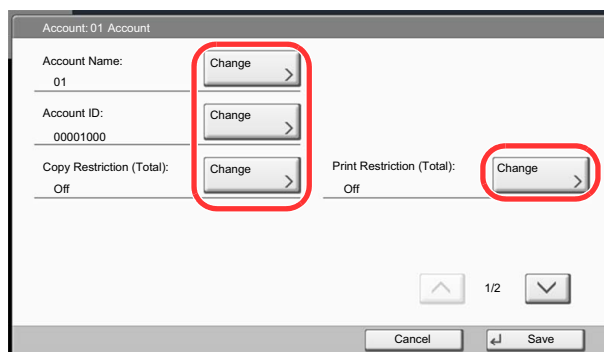 Account: 01 Account
Account Name:
01
Change
Account ID:
00001000
Change
Copy Restriction (Total):
Off
Change
Print Restriction (Total):
Off
Change
1/2
Cancel
Save